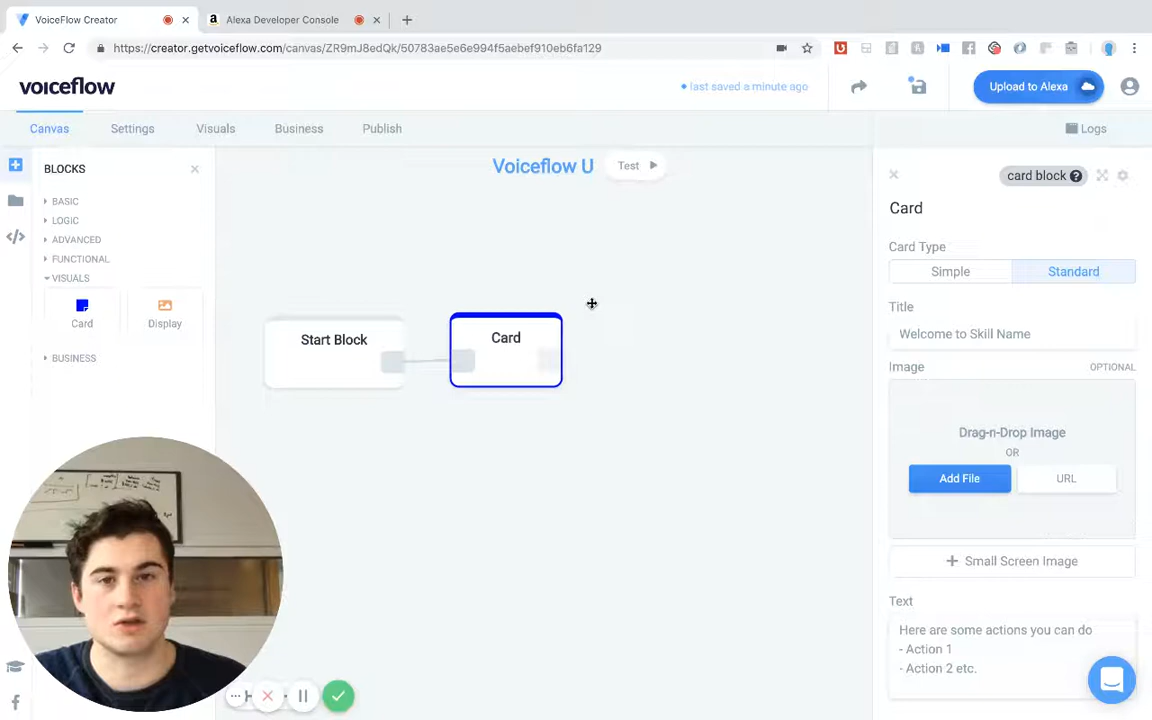 VoiceFlow Creator
Alexa Developer Console
https://creator.getvoiceflow.com/canvas/ZR9mJ8edQk/50783ae5e6e994f5aebef910eb6fa129
voiceflow
last saved a minute ago
Upload to Alexa
Canvas
Settings
Visuals
Business
Publish
Logs
BLOCKS
BASIC
LOGIC
ADVANCED
FUNCTIONAL
VISUALS
Card
Display
BUSINESS
Voiceflow U
Test
Start Block
Card
card block
Card
Card Type
Simple
Standard
Title
Welcome to Skill Name
Image
OPTIONAL
Drag-n-Drop Image
OR
Add File
URL
+ Small Screen Image
Text
Here are some actions you can do
- Action 1
- Action 2 etc.